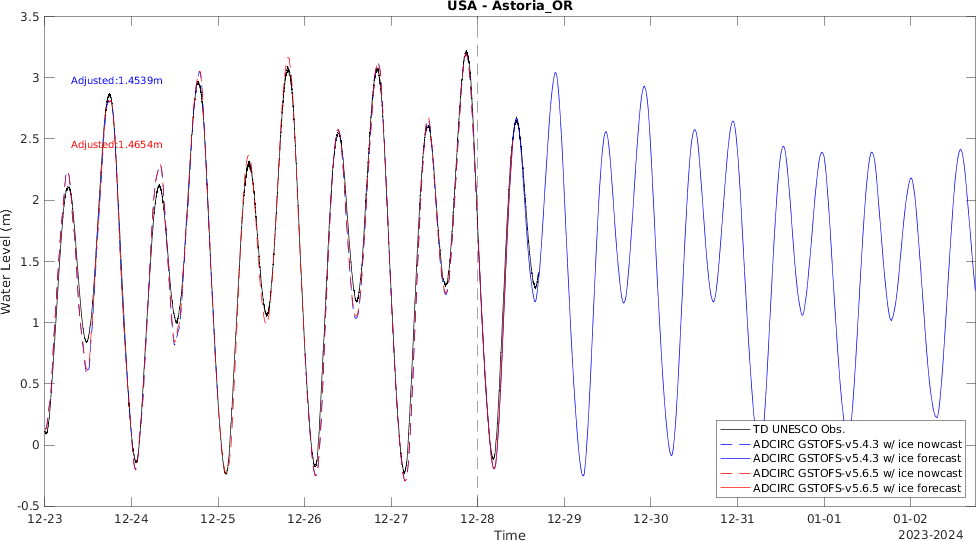 USA - Astoria_OR
3.5
3
2.5
2
1.5
1
0.5
0
-0.5
Water Level (m)
Adjusted:1.4539m
Adjusted:1.4654m
TD UNESCO Obs.
ADCIRC GSTOFS-v5.4.3 w/ ice nowcast
ADCIRC GSTOFS-v5.4.3 w/ ice forecast
ADCIRC GSTOFS-v5.6.5 w/ ice nowcast
ADCIRC GSTOFS-v5.6.5 w/ ice forecast
12-23 12-24 12-25 12-26 12-27 12-28 12-29 12-30 12-31 01-01 01-02
Time
2023-2024